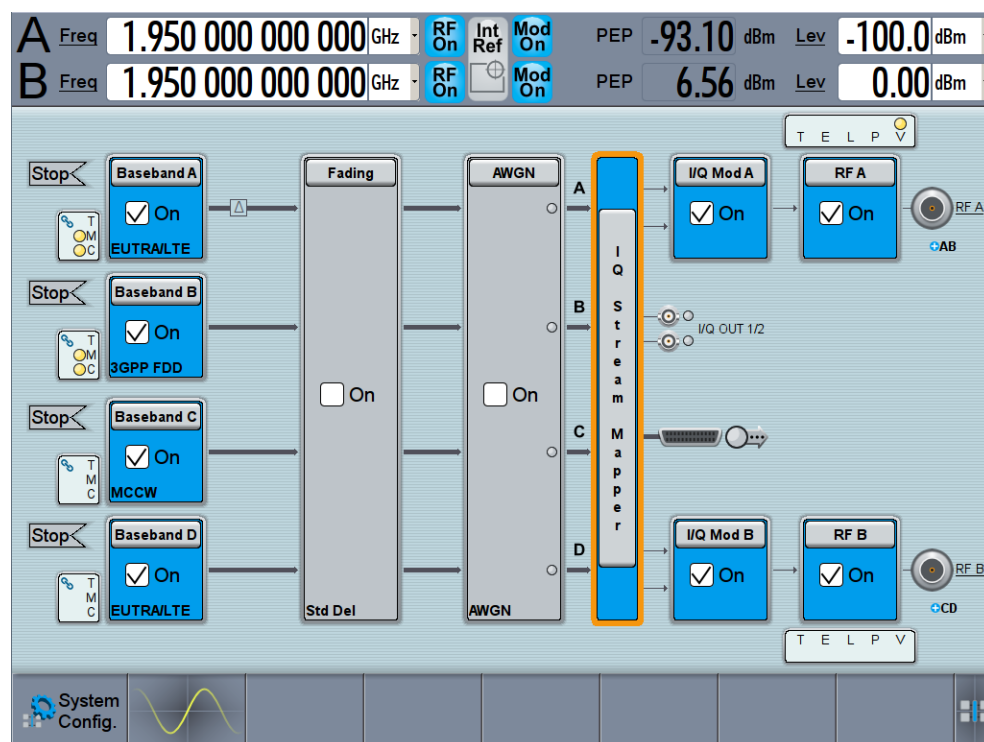 A Freq 1.950 000 000 000 GHz RF On Int Ref Mod On PEP -93.10 dBm Lev -100.0 dBm
B Freq 1.950 000 000 000 GHz RF On Mod On PEP 6.56 dBm Lev 0.00 dBm
T E L P V
Stop Baseband A Fading AWGN A I/Q Mod A RF A
T On On On RF A
M
C EUTRA/LTE AB
Stop Baseband B B
T On I/Q OUT 1/2
M
C 3GPP FDD
On On
IQ Stream Mapper
Stop Baseband C C
T On
M
C MCCW
Stop Baseband D D I/Q Mod B RF B
T On On On RF B
M
C EUTRA/LTE Std Del AWGN CD
T E L P V
System
Config.